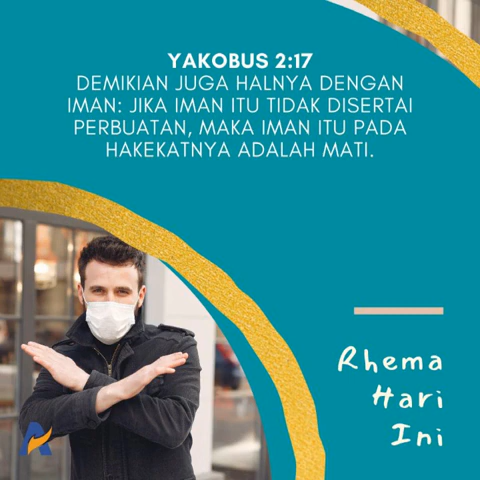 YAKOBUS 2:17
DEMIKIAN JUGA HALNYA DENGAN
IMAN: JIKA IMAN ITU TIDAK DISERTAI
PERBUATAN, MAKA IMAN ITU PADA
HAKEKATNYA ADALAH MATI.
Rhema
Hari
Ini